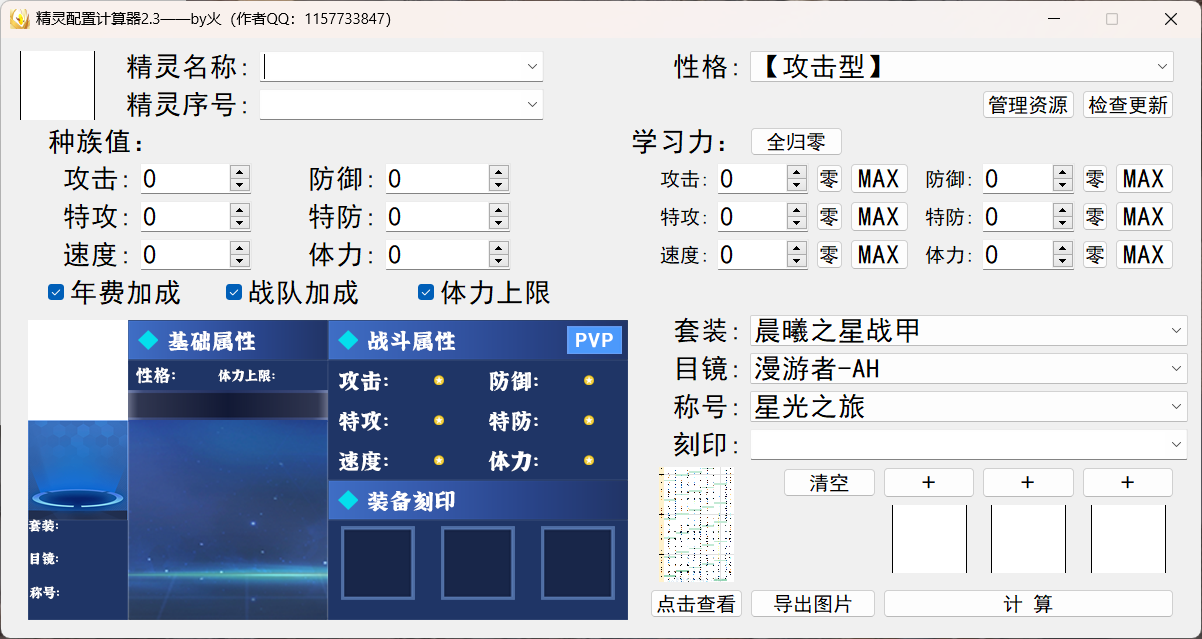 精灵配置计算器2.3——by火（作者QQ：1157733847）
精灵名称：
性格：【攻击型】
精灵序号：
管理资源 检查更新
种族值：
学习力： 全归零
攻击：0 防御：0
攻击：0 零 MAX 防御：0 零 MAX
特攻：0 特防：0
特攻：0 零 MAX 特防：0 零 MAX
速度：0 体力：0
速度：0 零 MAX 体力：0 零 MAX
年费加成 战队加成 体力上限
基础属性 战斗属性 PVP
性格: 体力上限:
攻击: 防御:
特攻: 特防:
速度: 体力:
装备刻印
套装:
目镜:
称号:
套装：晨曦之星战甲
目镜：漫游者-AH
称号：星光之旅
刻印：
清空 + + +
点击查看 导出图片 计 算